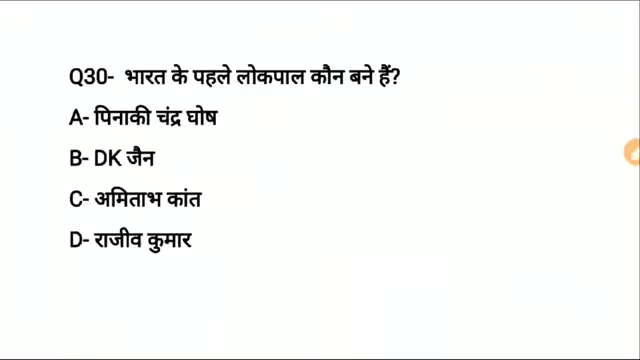 Q30- भारत के पहले लोकपाल कौन बने हैं?
A- पिनाकी चंद्र घोष
B- DK जैन
C- अमिताभ कांत
D- राजीव कुमार